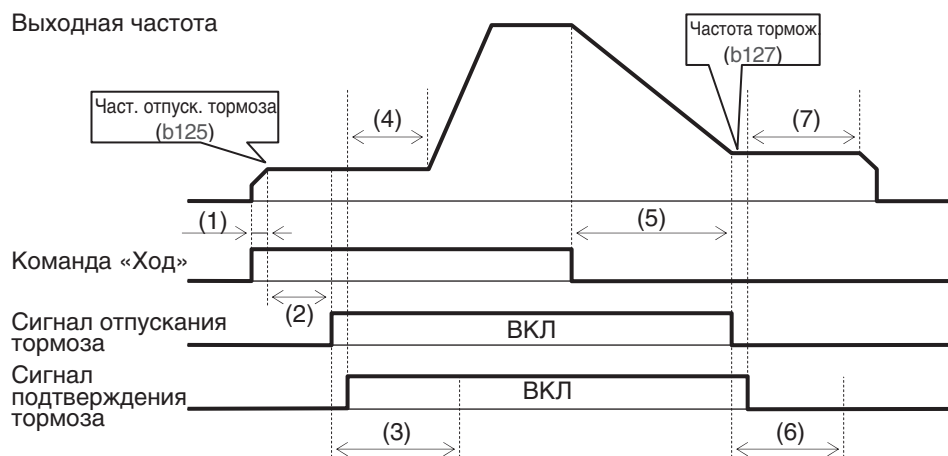 Выходная частота
Частота тормож.
(b127)
Част. отпуск. тормоза
(b125)
(4)
(7)
(1)
(5)
Команда «Ход»
(2)
Сигнал отпускания
тормоза
ВКЛ
Сигнал
подтверждения
тормоза
ВКЛ
(3)
(6)